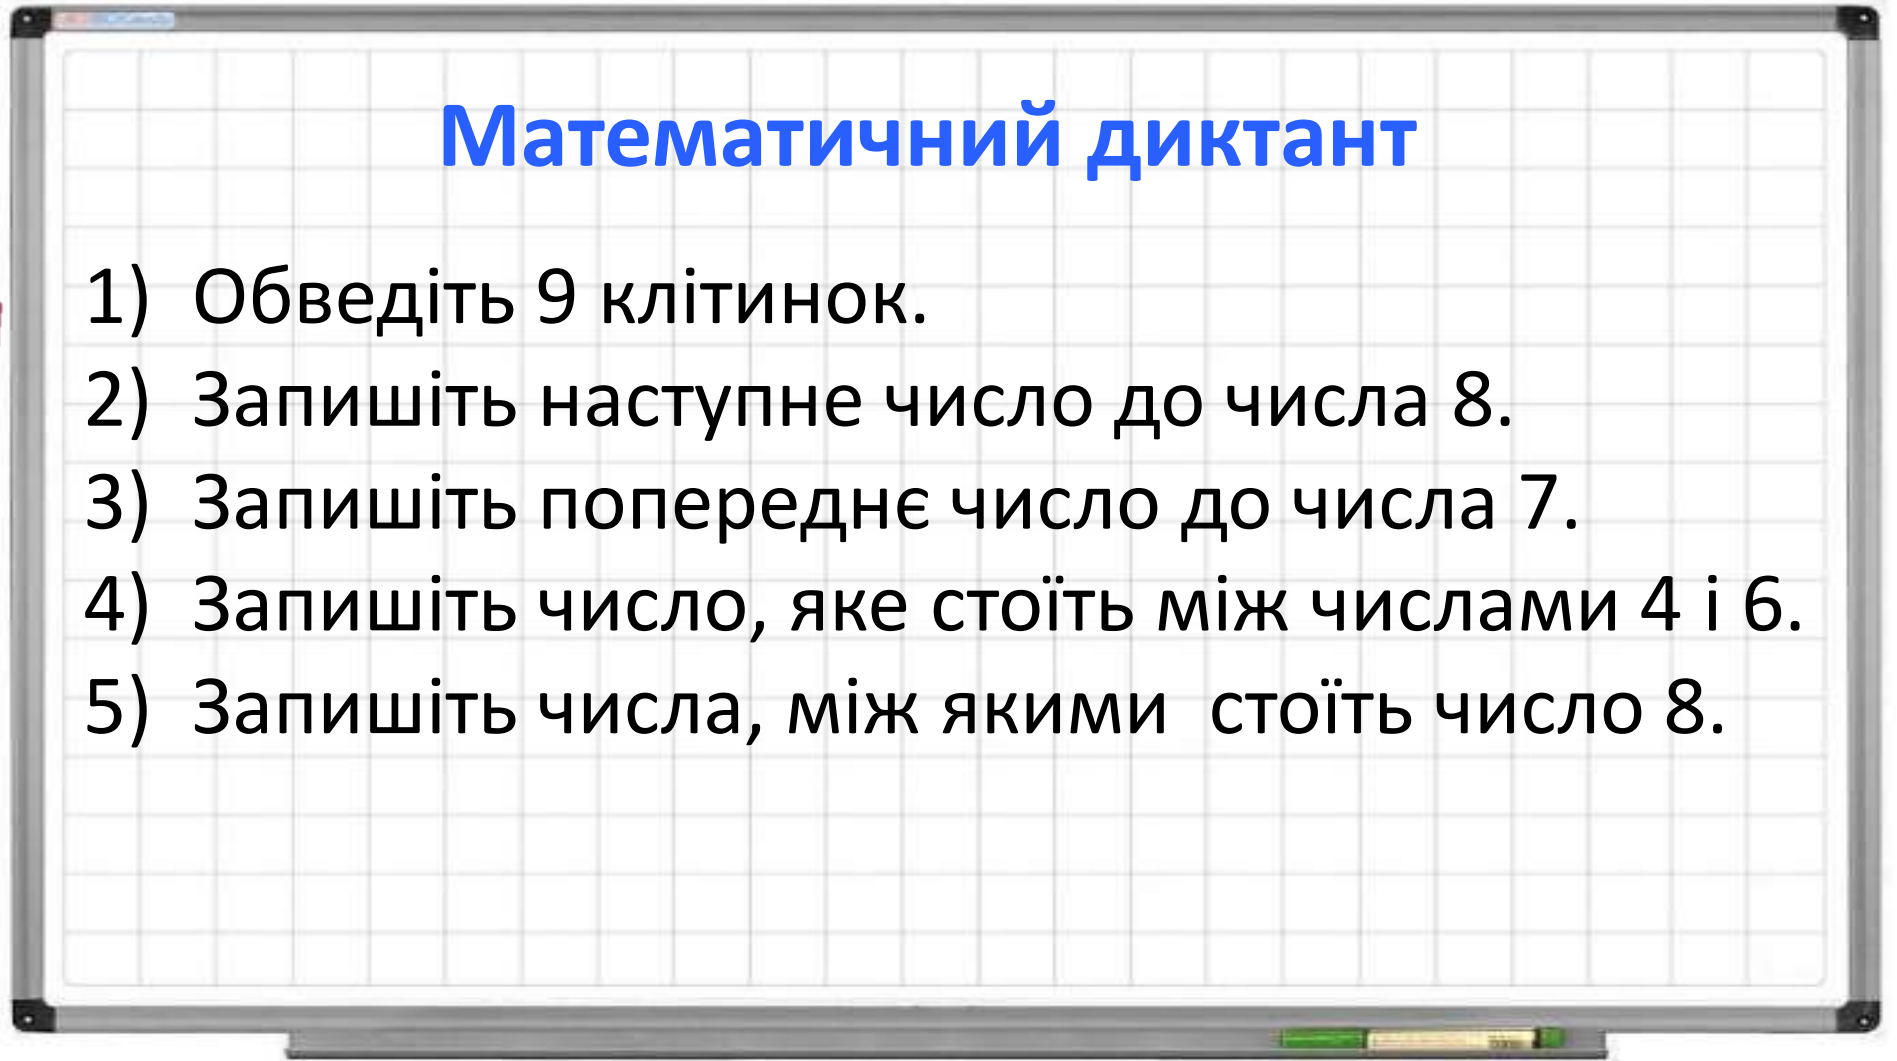 Математичний диктант
1) Обведіть 9 клітинок.
2) Запишіть наступне число до числа 8.
3) Запишіть попереднє число до числа 7.
4) Запишіть число, яке стоїть між числами 4 і 6.
5) Запишіть числа, між якими стоїть число 8.